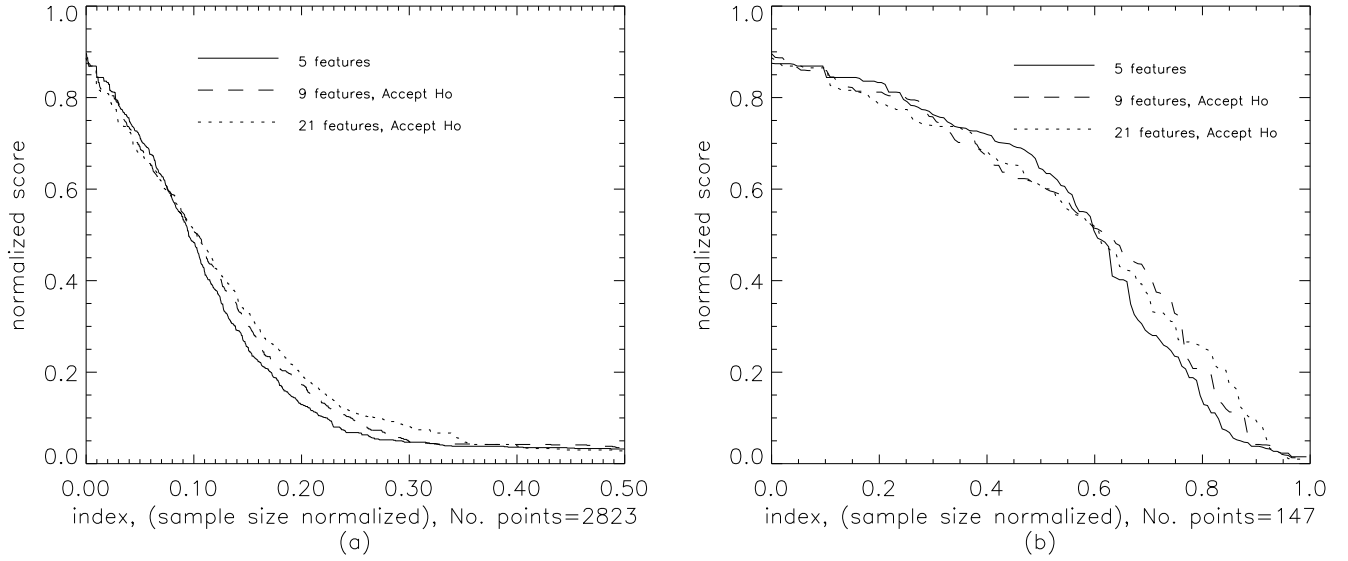 1.0
0.8
0.6
0.4
0.2
0.0
normalized score
5 features
9 features, Accept Ho
21 features, Accept Ho
0.00 0.10 0.20 0.30 0.40 0.50
index, (sample size normalized), No. points=2823
(a)
1.0
0.8
0.6
0.4
0.2
0.0
normalized score
5 features
9 features, Accept Ho
21 features, Accept Ho
0.0 0.2 0.4 0.6 0.8 1.0
index, (sample size normalized), No. points=147
(b)